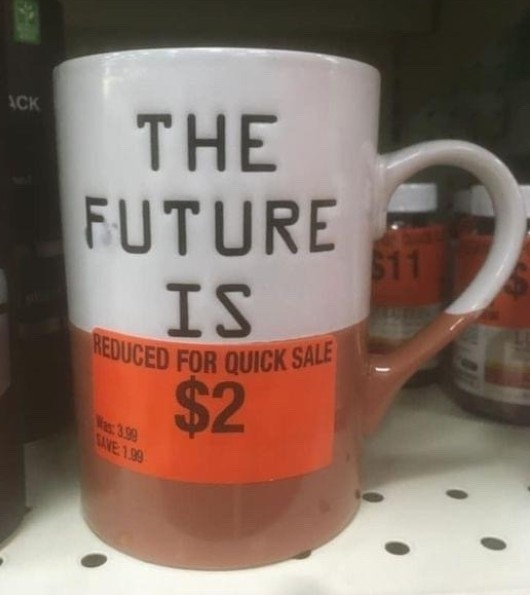 ACK
THE
FUTURE
IS
REDUCED FOR QUICK SALE
$2
Was: 3.99
SAVE: 1.99
$11
$